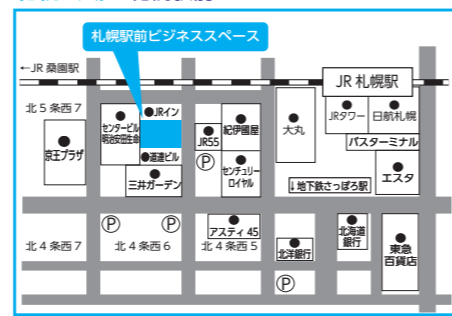 札幌駅前ビジネススペース
←JR 桑園駅
JR 札幌駅
北5条西7
●JRイン
センタービル
明治安田生命
●道連ビル
三井ガーデン
京王プラザ
JR55
紀伊國屋
センチュリー
ロイヤル
大丸
JRタワー
日航札幌
バスターミナル
エスタ
↓地下鉄さっぽろ駅
Ⓟ
Ⓟ
Ⓟ
北4条西7
北4条西6
アスティ45
北4条西5
北洋銀行
北海道
銀行
東急
百貨店
Ⓟ